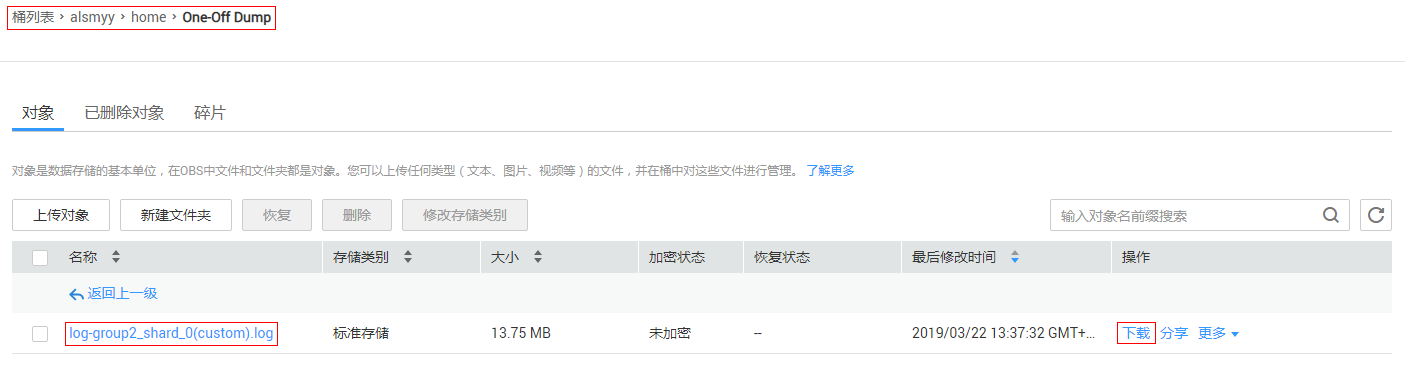 桶列表 › alsmyy › home › One-Off Dump
对象 已删除对象 碎片
对象是数据存储的基本单位，在OBS中文件和文件夹都是对象。您可以上传任何类型（文本、图片、视频等）的文件，并在桶中对这些文件进行管理。 了解更多
上传对象 新建文件夹 恢复 删除 修改存储类别 输入对象名前缀搜索
名称 存储类别 大小 加密状态 恢复状态 最后修改时间 操作
返回上一级
log-group2_shard_0(custom).log 标准存储 13.75 MB 未加密 -- 2019/03/22 13:37:32 GMT+... 下载 分享 更多